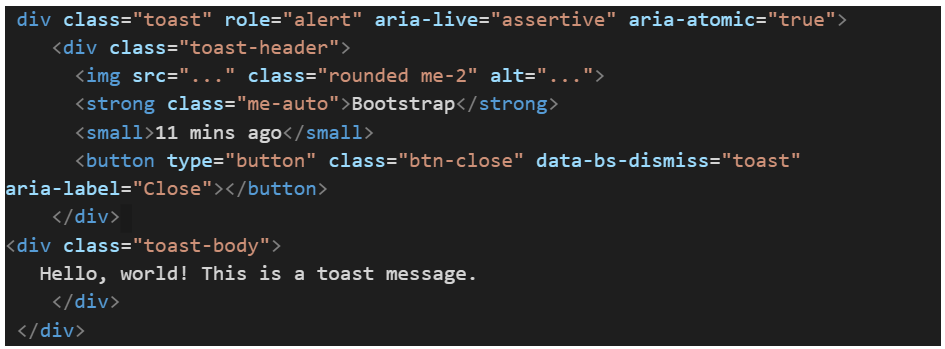 div class="toast" role="alert" aria-live="assertive" aria-atomic="true">
<div class="toast-header">
<img src="..." class="rounded me-2" alt="...">
<strong class="me-auto">Bootstrap</strong>
<small>11 mins ago</small>
<button type="button" class="btn-close" data-bs-dismiss="toast"
aria-label="Close"></button>
</div>
<div class="toast-body">
Hello, world! This is a toast message.
</div>
</div>